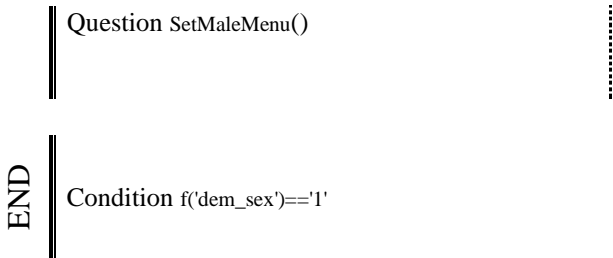 Question SetMaleMenu()
END
Condition f('dem_sex')=='1'